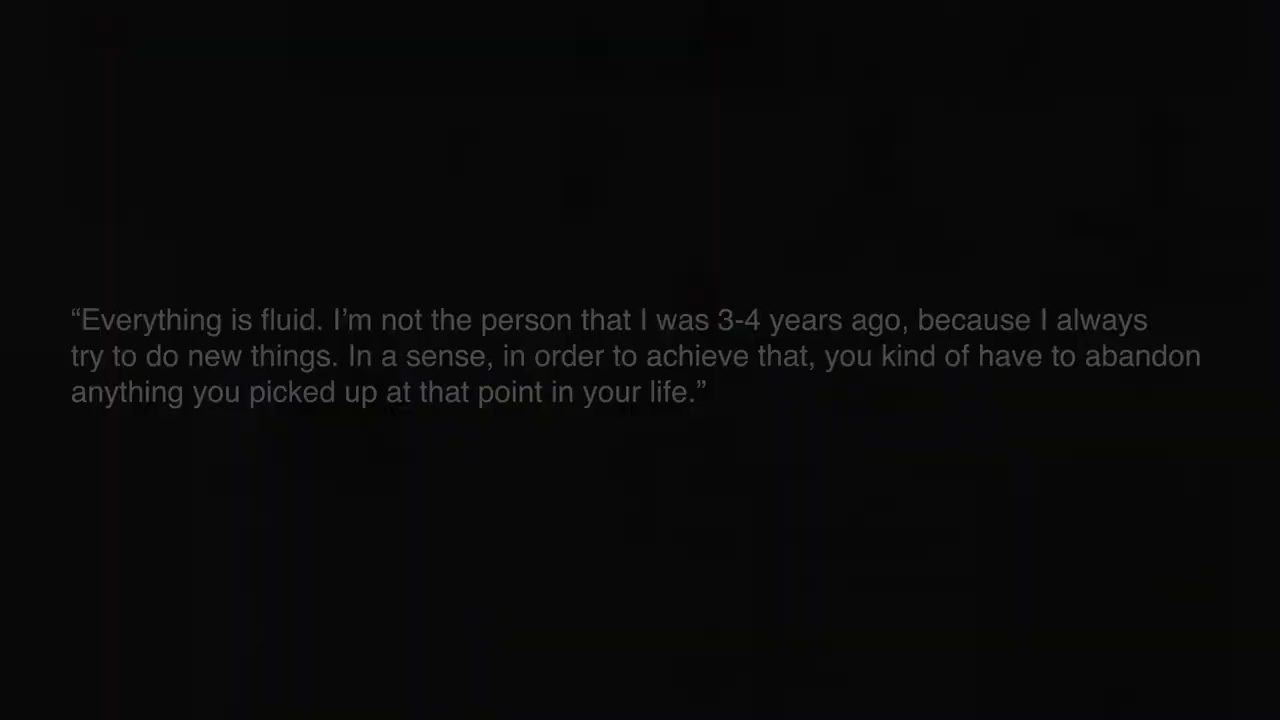 “Everything is fluid. I’m not the person that I was 3-4 years ago, because I always
try to do new things. In a sense, in order to achieve that, you kind of have to abandon
anything you picked up at that point in your life.”